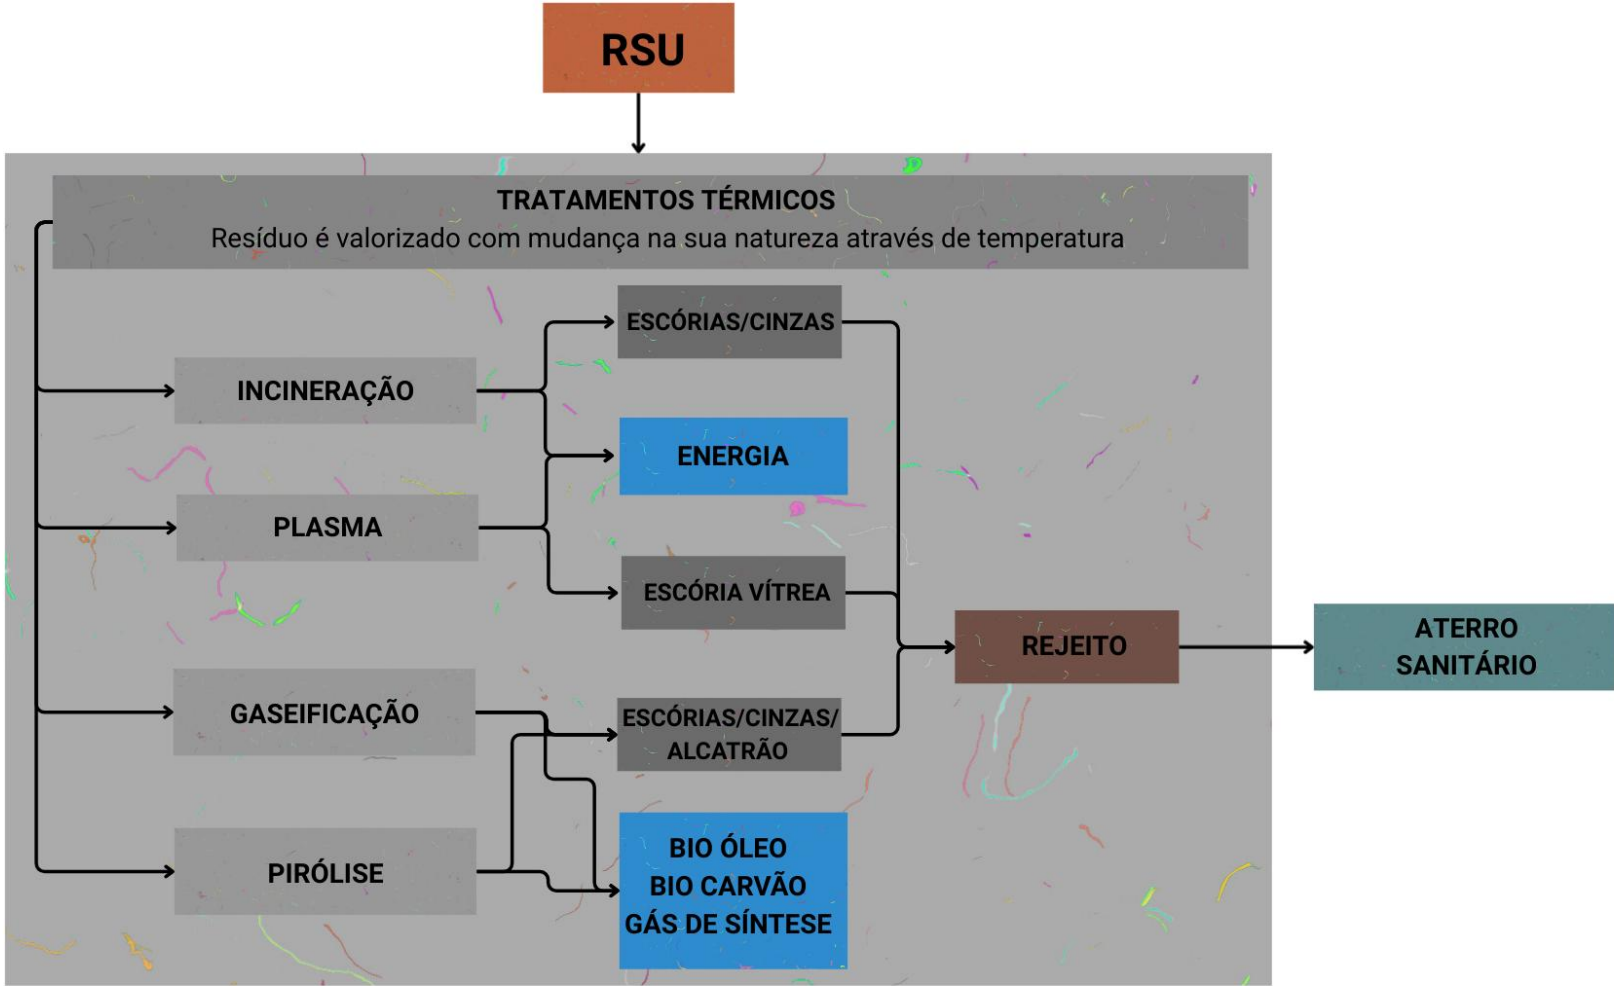 RSU
TRATAMENTOS TÉRMICOS
Resíduo é valorizado com mudança na sua natureza através de temperatura
ESCÓRIAS/CINZAS
INCINERAÇÃO
ENERGIA
PLASMA
ESCÓRIA VÍTREA
REJEITO
ATERRO
SANITÁRIO
GASEIFICAÇÃO
ESCÓRIAS/CINZAS/
ALCATRÃO
PIRÓLISE
BIO ÓLEO
BIO CARVÃO
GÁS DE SÍNTESE